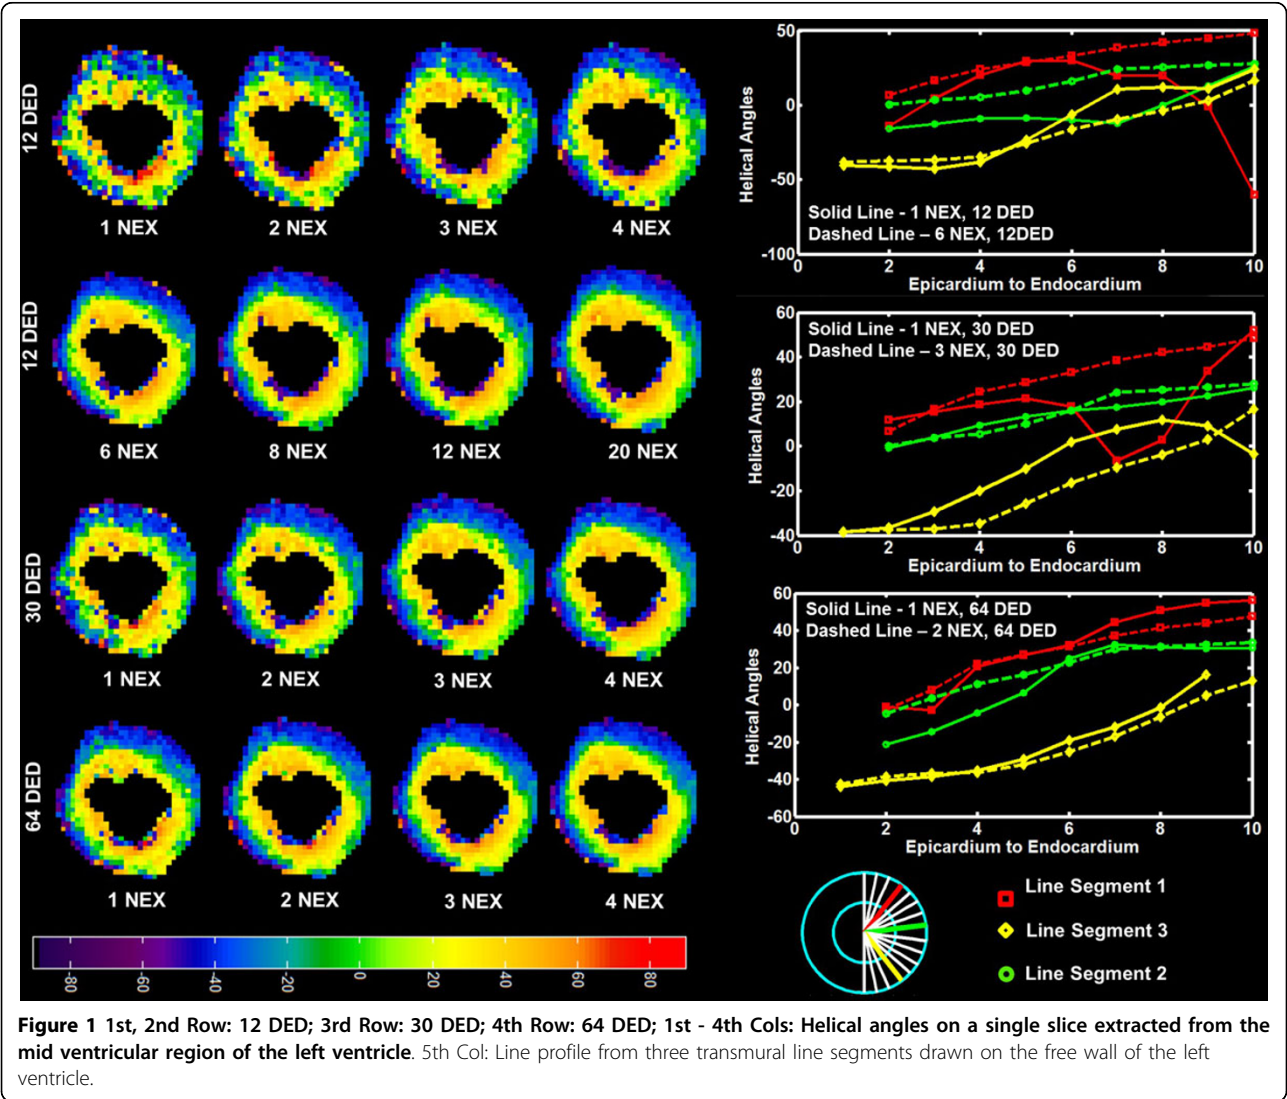 12 DED
1 NEX
2 NEX
3 NEX
4 NEX
12 DED
6 NEX
8 NEX
12 NEX
20 NEX
30 DED
1 NEX
2 NEX
3 NEX
4 NEX
64 DED
1 NEX
2 NEX
3 NEX
4 NEX
-80 -60 -40 -20 0 20 40 60 80
Helical Angles
50
0
-50
-100
Solid Line - 1 NEX, 12 DED
Dashed Line – 6 NEX, 12DED
0 2 4 6 8 10
Epicardium to Endocardium
Helical Angles
60
40
20
0
-20
-40
Solid Line - 1 NEX, 30 DED
Dashed Line – 3 NEX, 30 DED
0 2 4 6 8 10
Epicardium to Endocardium
Helical Angles
60
40
20
0
-20
-40
-60
Solid Line - 1 NEX, 64 DED
Dashed Line – 2 NEX, 64 DED
0 2 4 6 8 10
Epicardium to Endocardium
Line Segment 1
Line Segment 3
Line Segment 2
Figure 1 1st, 2nd Row: 12 DED; 3rd Row: 30 DED; 4th Row: 64 DED; 1st - 4th Cols: Helical angles on a single slice extracted from the
mid ventricular region of the left ventricle. 5th Col: Line profile from three transmural line segments drawn on the free wall of the left
ventricle.